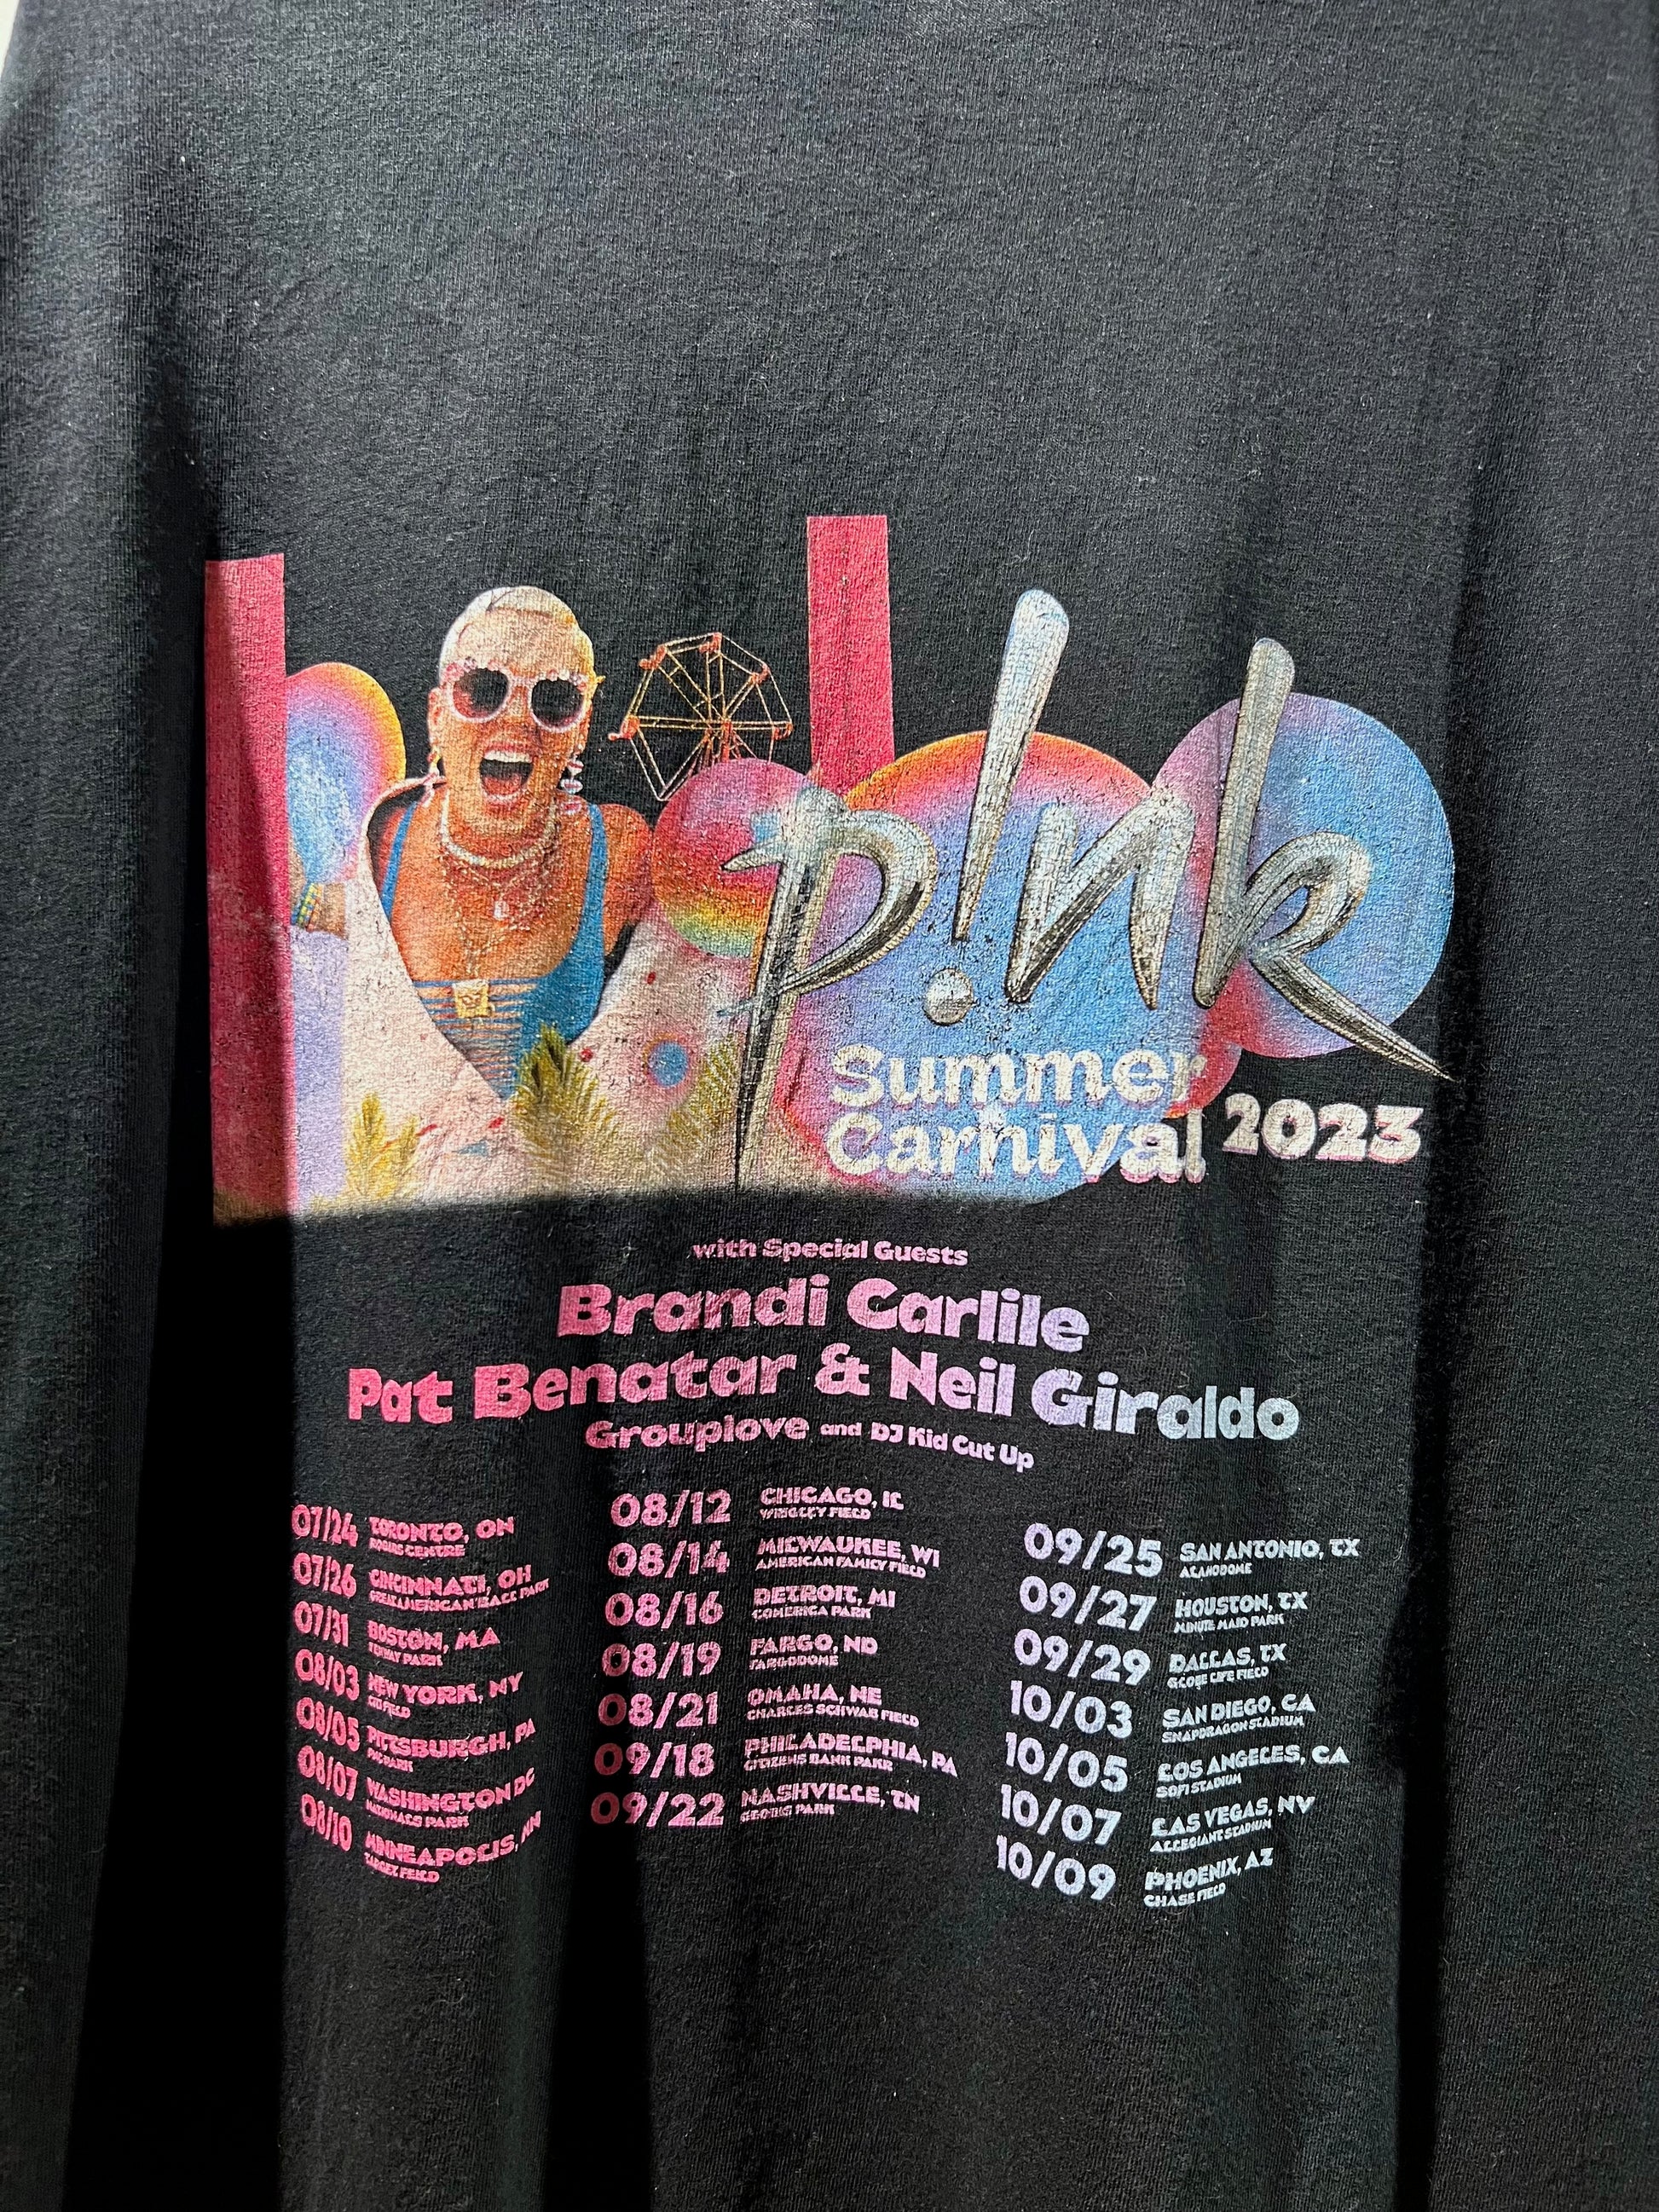 p!nk
Summer
Carnival 2023
with Special Guests
Brandi Carlile
Pat Benatar & Neil Giraldo
Grouplove and DJ Kid Cut Up
07/24 TORONTO, ON
ROGERS CENTRE
07/26 CINCINNATI, OH
GREAT AMERICAN BALL PARK
07/31 BOSTON, MA
FENWAY PARK
08/03 NEW YORK, NY
CITI FIELD
08/05 PITTSBURGH, PA
PNC PARK
08/07 WASHINGTON DC
NATIONALS PARK
08/10 MINNEAPOLIS, MN
TARGET FIELD
08/12 CHICAGO, IL
WRIGLEY FIELD
08/14 MILWAUKEE, WI
AMERICAN FAMILY FIELD
08/16 DETROIT, MI
COMERICA PARK
08/19 FARGO, ND
FARGODOME
08/21 OMAHA, NE
CHARLES SCHWAB FIELD
09/18 PHILADELPHIA, PA
CITIZENS BANK PARK
09/22 NASHVILLE, TN
GEODIS PARK
09/25 SAN ANTONIO, TX
ALAMODOME
09/27 HOUSTON, TX
MINUTE MAID PARK
09/29 DALLAS, TX
GLOBE LIFE FIELD
10/03 SAN DIEGO, CA
SNAPDRAGON STADIUM
10/05 LOS ANGELES, CA
SOFI STADIUM
10/07 LAS VEGAS, NV
ALLEGIANT STADIUM
10/09 PHOENIX, AZ
CHASE FIELD